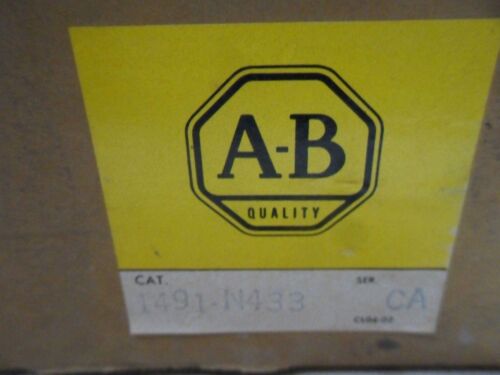 A-B
QUALITY
CAT. SER.
1491-N433 CA